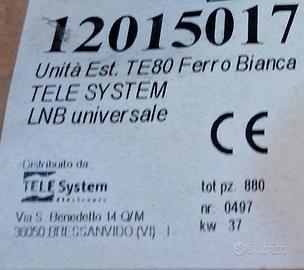 12015017
Unità Est. TE80 Ferro Bianca
TELE SYSTEM
LNB universale
CE
Distribuito da:
TELE System
Electronic
Via S. Benedetto 14 O/M
36050 BRESSANVIDO (VI) - I
tot pz. 880
nr. 0497
kw 37
subito